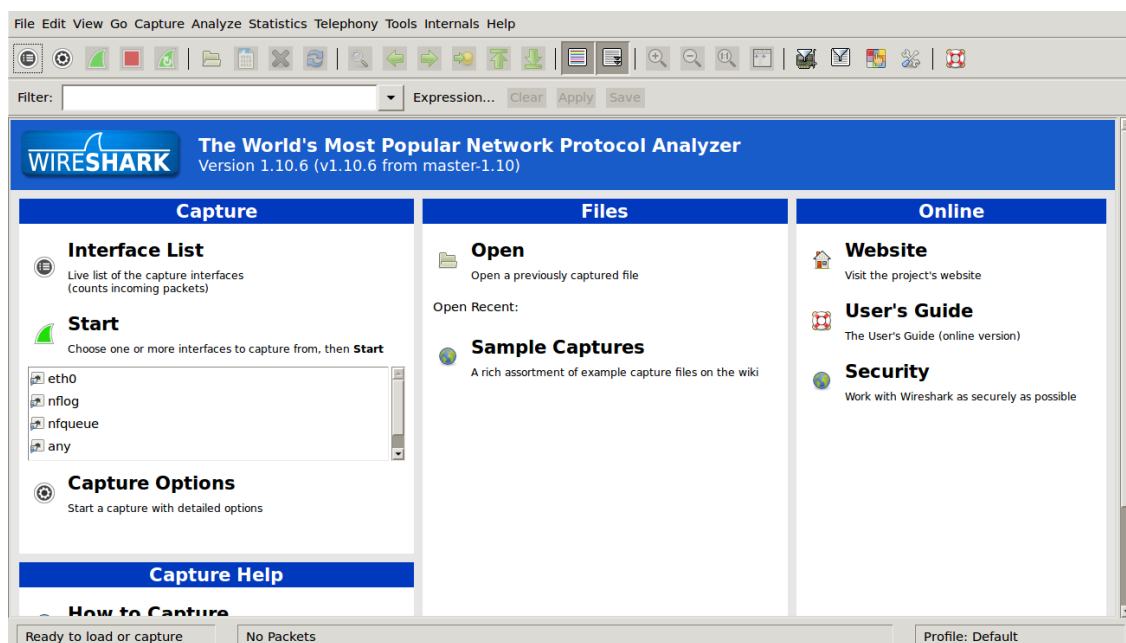 File Edit View Go Capture Analyze Statistics Telephony Tools Internals Help
Filter:
Expression... Clear Apply Save
WIRESHARK
The World's Most Popular Network Protocol Analyzer
Version 1.10.6 (v1.10.6 from master-1.10)
Capture
Interface List
Live list of the capture interfaces
(counts incoming packets)
Start
Choose one or more interfaces to capture from, then Start
eth0
nflog
nfqueue
any
Capture Options
Start a capture with detailed options
Capture Help
How to Capture
Files
Open
Open a previously captured file
Open Recent:
Sample Captures
A rich assortment of example capture files on the wiki
Online
Website
Visit the project's website
User's Guide
The User's Guide (online version)
Security
Work with Wireshark as securely as possible
Ready to load or capture
No Packets
Profile: Default